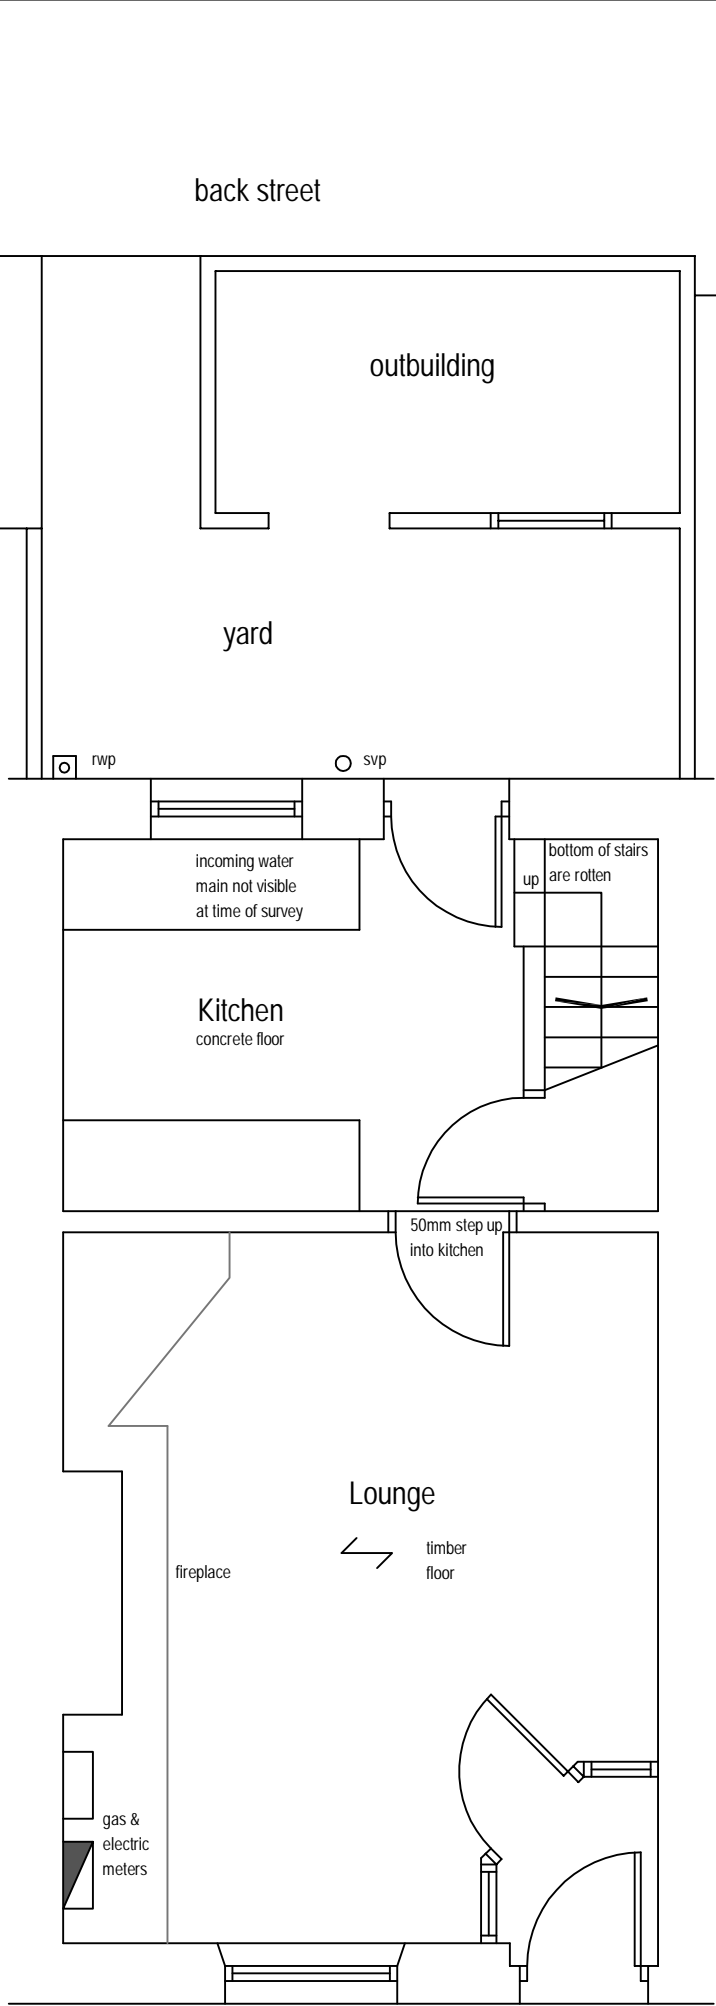 back street
outbuilding
yard
rwp
svp
incoming water
main not visible
at time of survey
bottom of stairs
are rotten
up
Kitchen
concrete floor
50mm step up
into kitchen
Lounge
timber
floor
fireplace
gas &
electric
meters